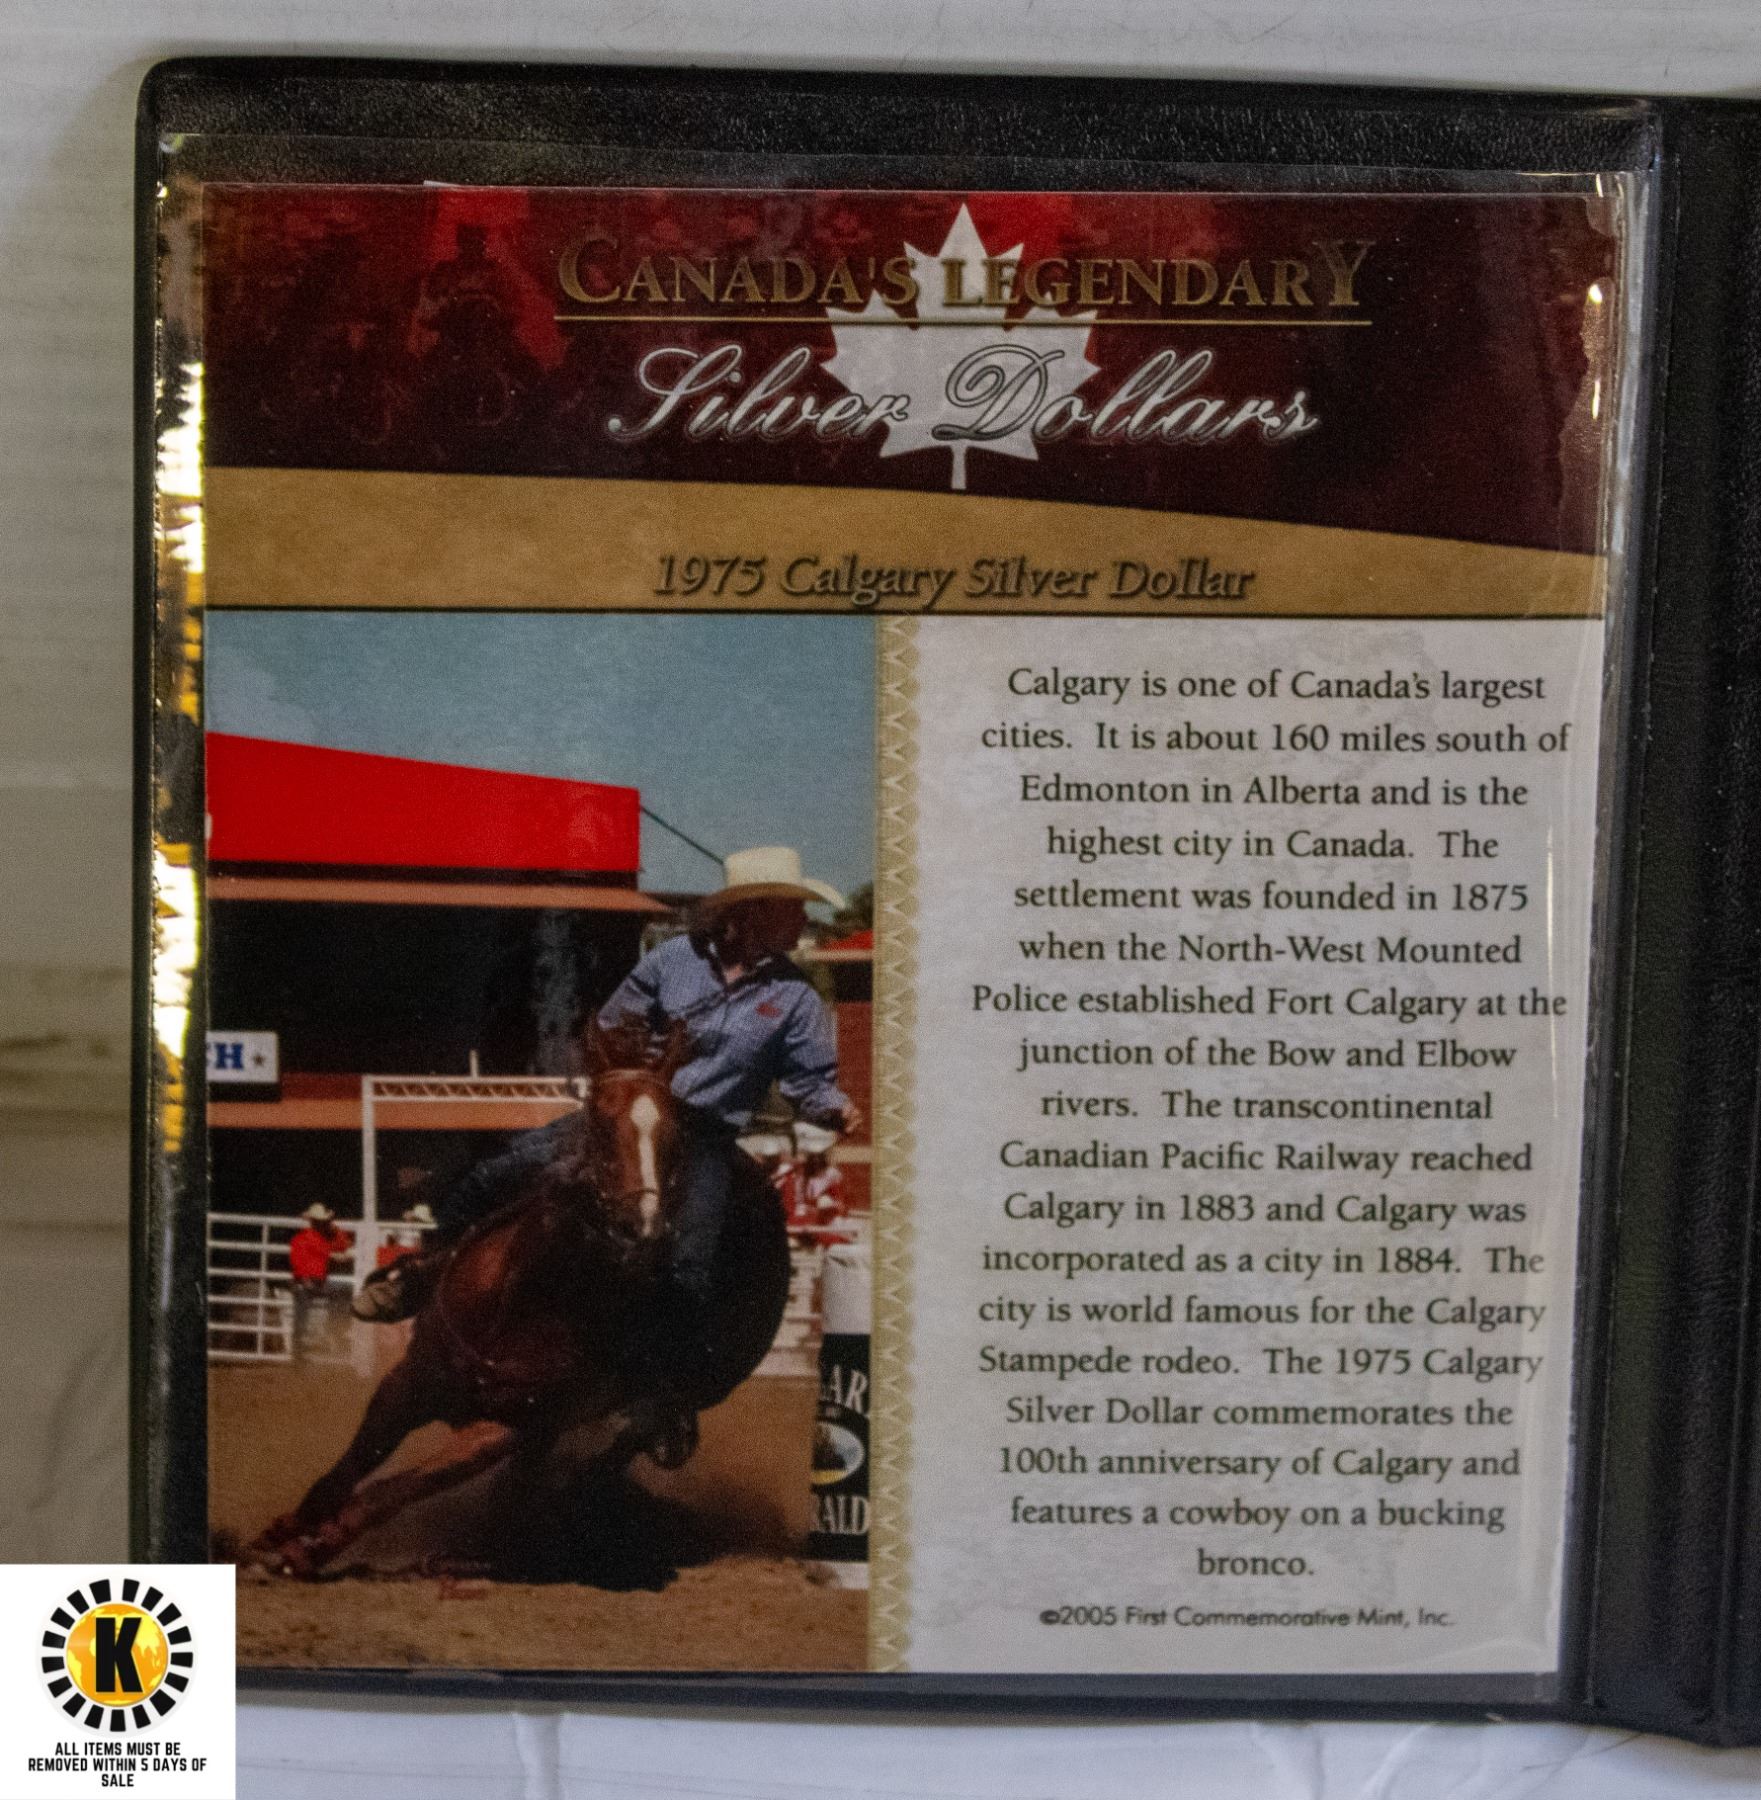 CANADA'S LEGENDARY
Silver Dollars
1975 Calgary Silver Dollar
Calgary is one of Canada's largest
cities. It is about 160 miles south of
Edmonton in Alberta and is the
highest city in Canada. The
settlement was founded in 1875
when the North-West Mounted
Police established Fort Calgary at the
junction of the Bow and Elbow
rivers. The transcontinental
Canadian Pacific Railway reached
Calgary in 1883 and Calgary was
incorporated as a city in 1884. The
city is world famous for the Calgary
Stampede rodeo. The 1975 Calgary
Silver Dollar commemorates the
100th anniversary of Calgary and
features a cowboy on a bucking
bronco.
©2005 First Commemorative Mint, Inc.
CH
AR
ALD
K
ALL ITEMS MUST BE
REMOVED WITHIN 5 DAYS OF
SALE